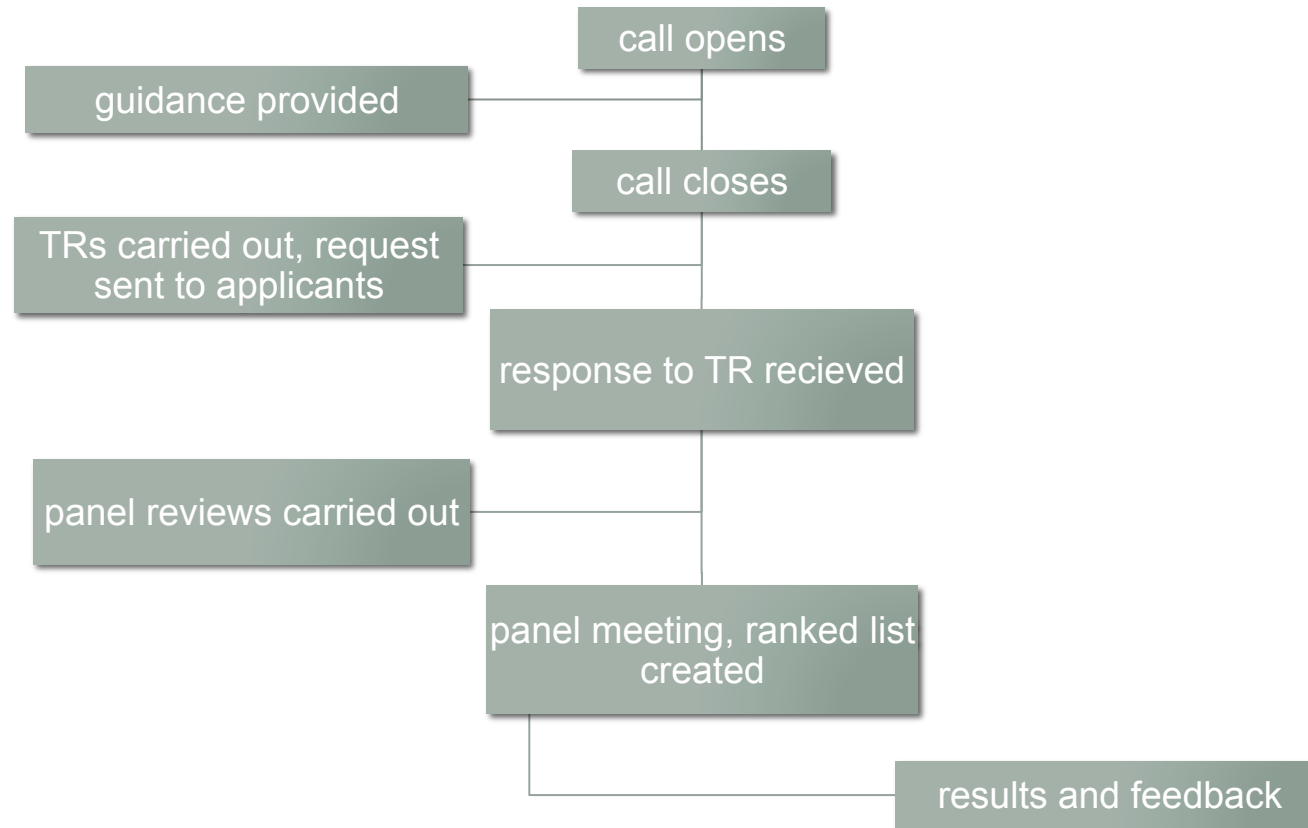 call opens
guidance provided
call closes
TRs carried out, request
sent to applicants
response to TR recieved
panel reviews carried out
panel meeting, ranked list
created
results and feedback